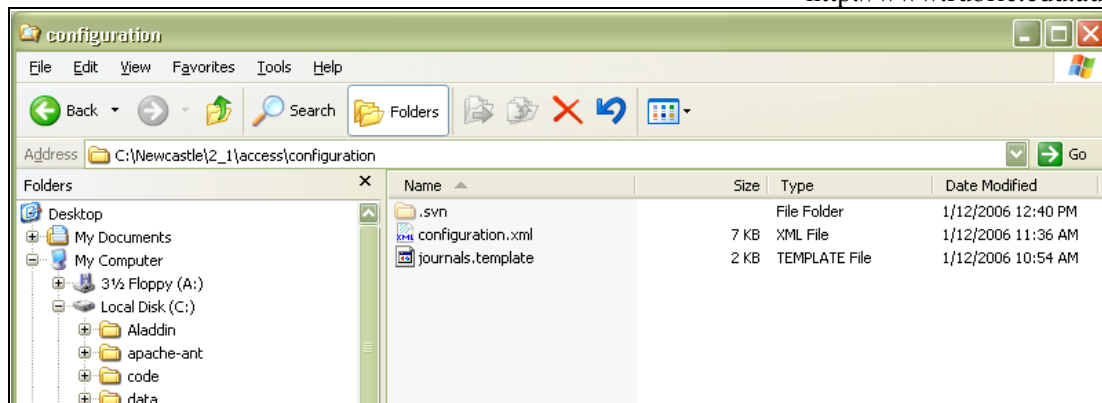 configuration
File Edit View Favorites Tools Help
Back Search Folders
Address C:\Newcastle\2_1\access\configuration Go
Folders x Name Size Type Date Modified
Desktop .svn File Folder 1/12/2006 12:40 PM
My Documents configuration.xml 7 KB XML File 1/12/2006 11:36 AM
My Computer journals.template 2 KB TEMPLATE File 1/12/2006 10:54 AM
3½ Floppy (A:)
Local Disk (C:)
Aladdin
apache-ant
code
data